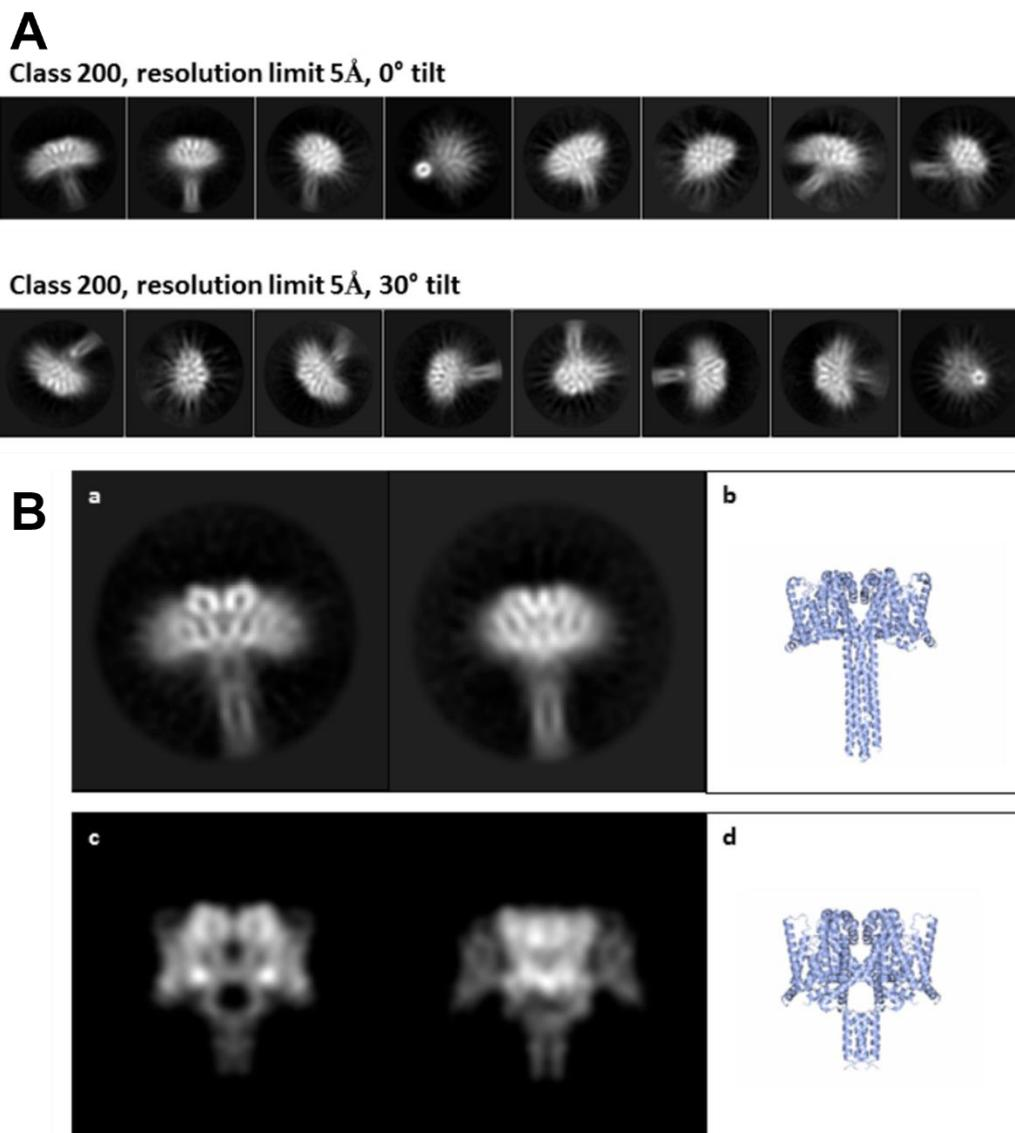 A
Class 200, resolution limit 5Å, 0° tilt
Class 200, resolution limit 5Å, 30° tilt
B
a
b
c
d